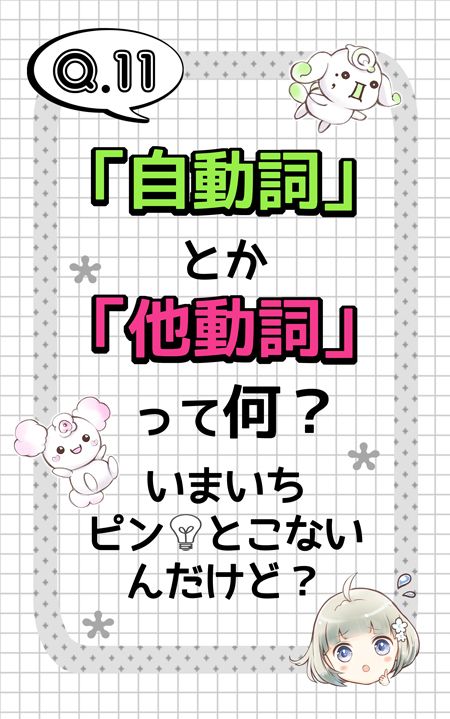 Q.11
「自動詞」
とか
「他動詞」
って何？
いまいち
ピンとこない
んだけど？